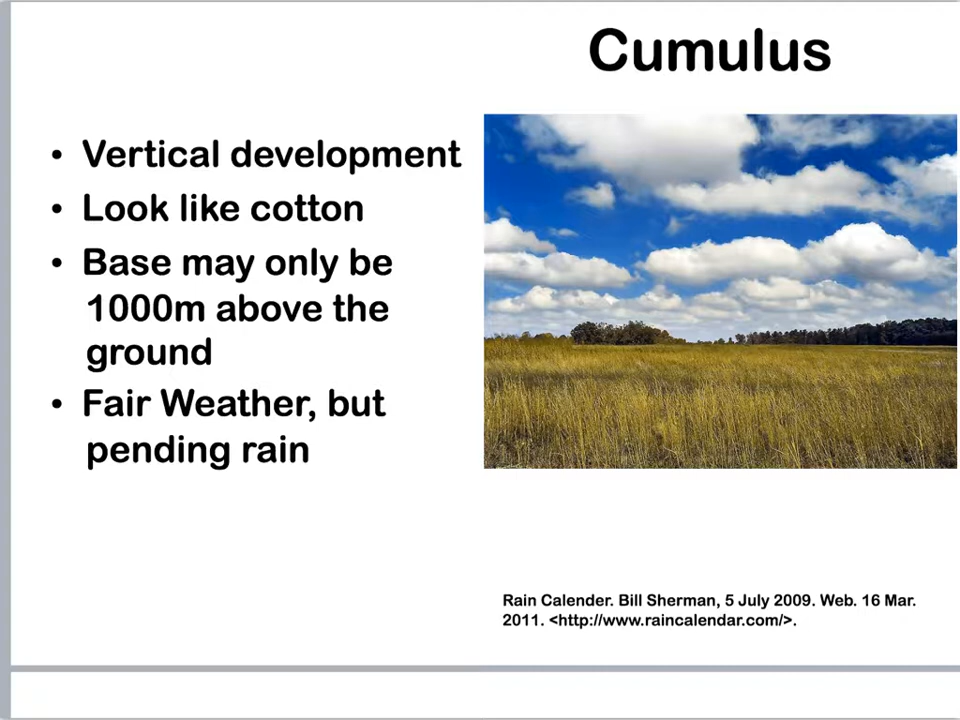 Cumulus
• Vertical development
• Look like cotton
• Base may only be
1000m above the
ground
• Fair Weather, but
pending rain
Rain Calender. Bill Sherman, 5 July 2009. Web. 16 Mar.
2011. <http://www.raincalendar.com/>.